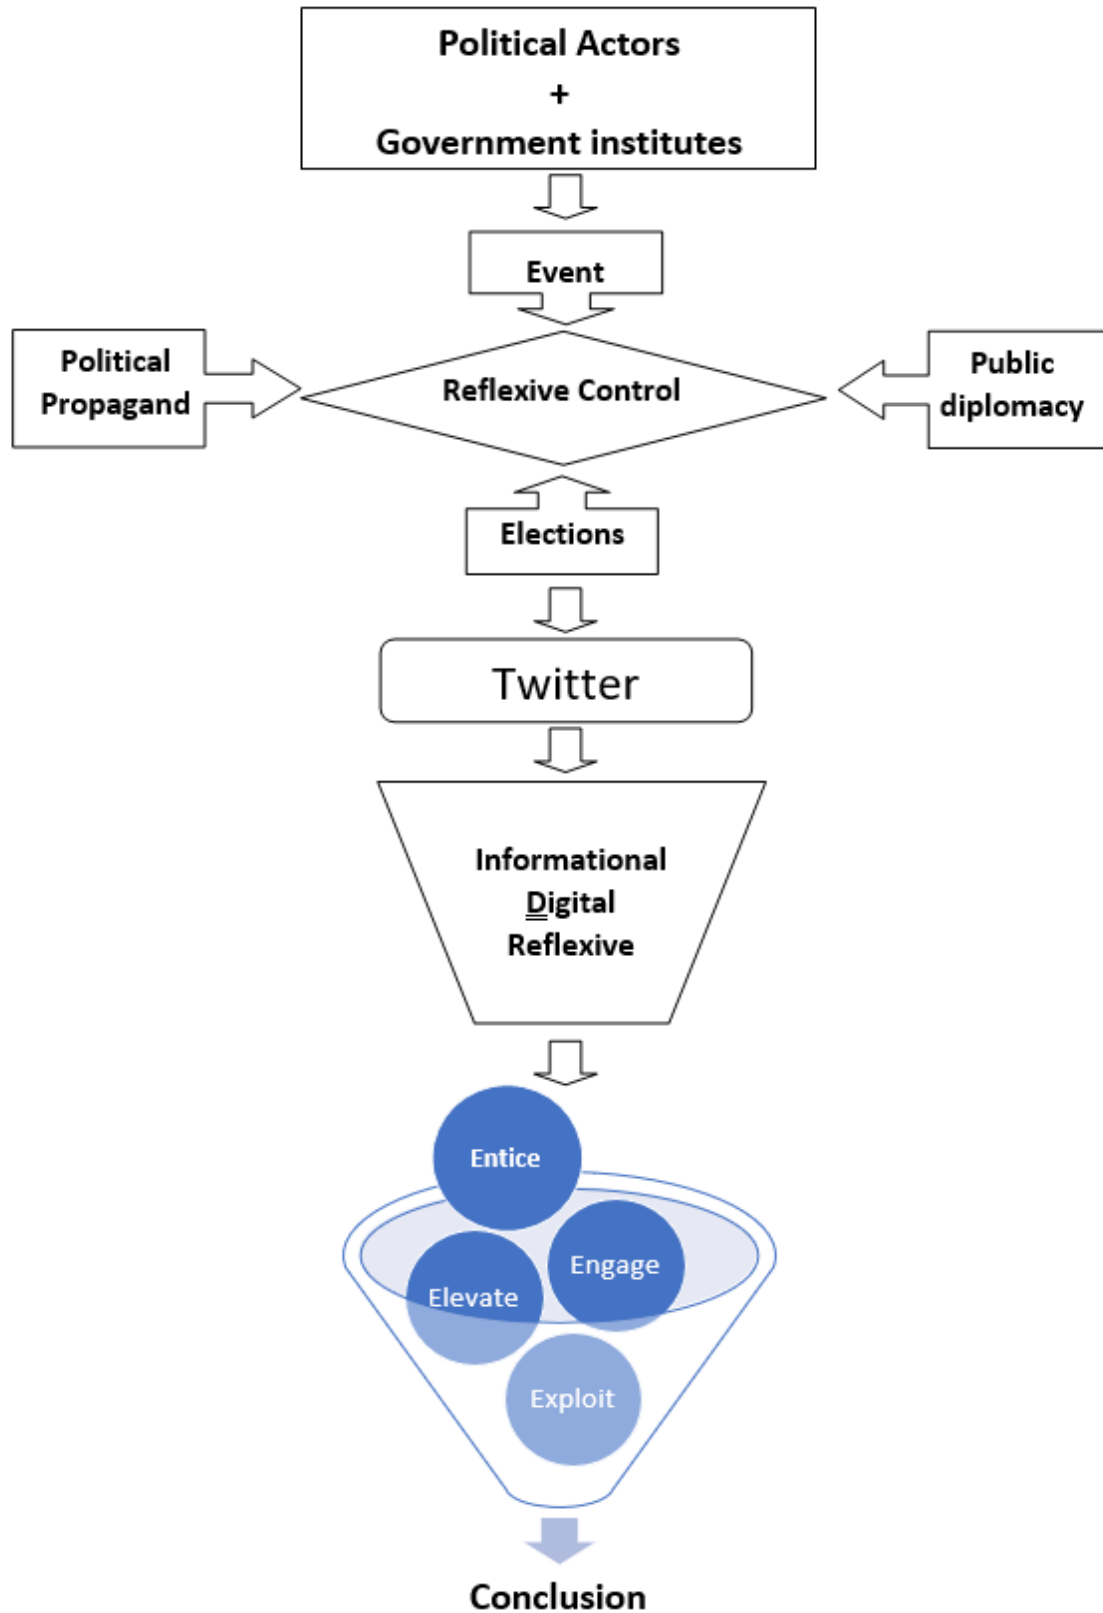 Political Actors
+
Government institutes
Event
Political
Propagand
Reflexive Control
Public
diplomacy
Elections
Twitter
Informational
Digital
Reflexive
Entice
Engage
Elevate
Exploit
Conclusion